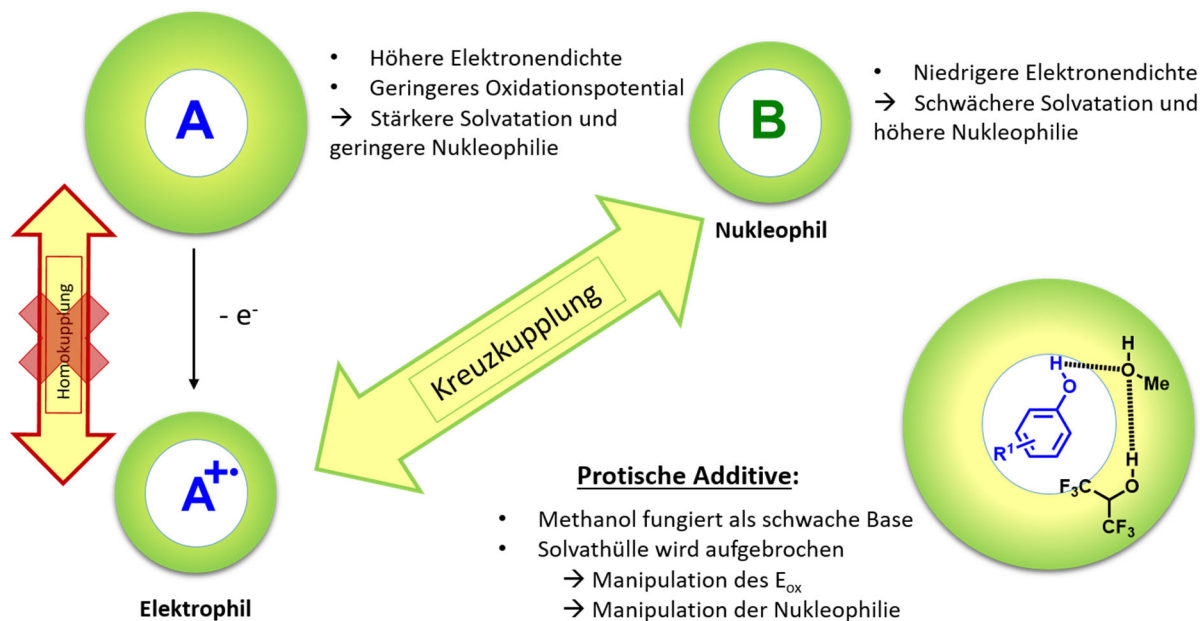 A
• Höhere Elektronendichte
• Geringeres Oxidationspotential
→ Stärkere Solvatation und
geringere Nukleophilie
B
• Niedrigere Elektronendichte
→ Schwächere Solvatation und
höhere Nukleophilie
Nukleophil
Homokupplung
- e⁻
Kreuzkupplung
A⁺•
Elektrophil
Protische Additive:
• Methanol fungiert als schwache Base
• Solvathülle wird aufgebrochen
→ Manipulation des Eₒₓ
→ Manipulation der Nukleophilie
H
H
O
Me
O
R¹
H
F₃C
O
CF₃